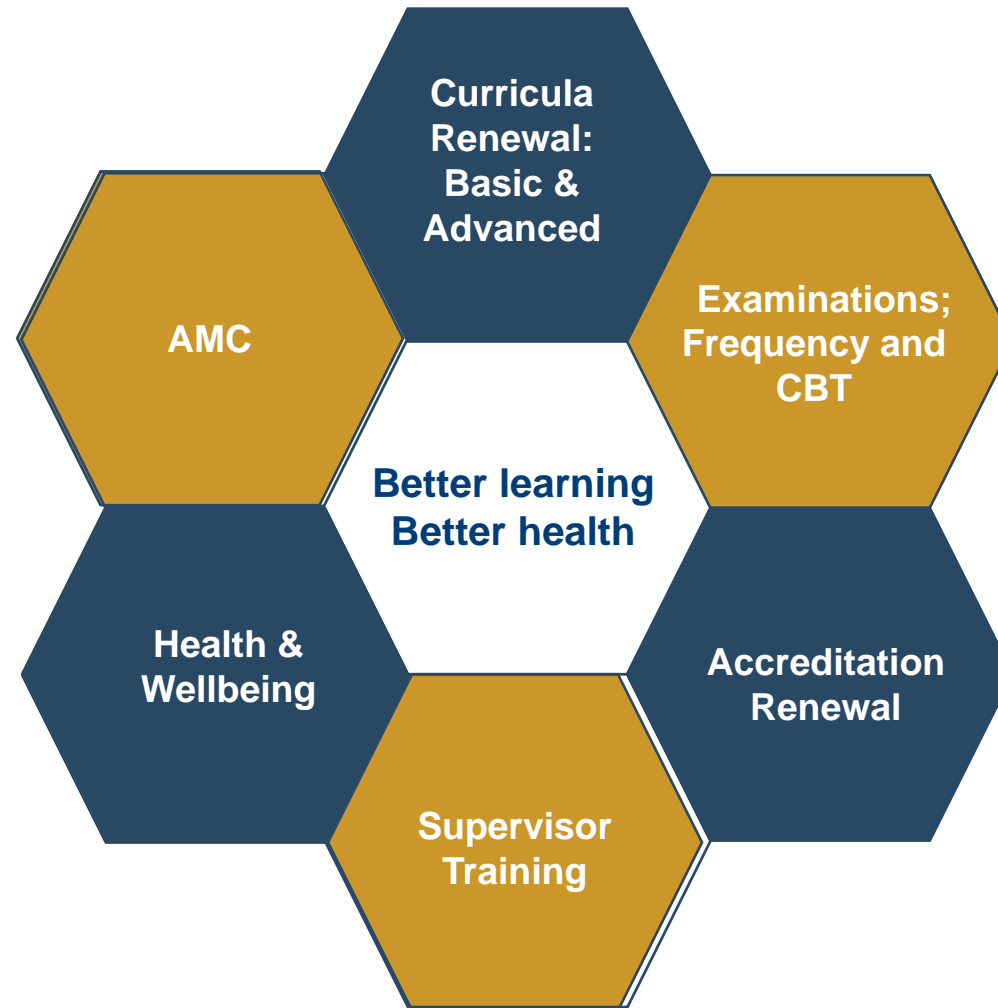 Curricula
Renewal:
Basic &
Advanced
AMC
Examinations;
Frequency and
CBT
Better learning
Better health
Health &
Wellbeing
Accreditation
Renewal
Supervisor
Training